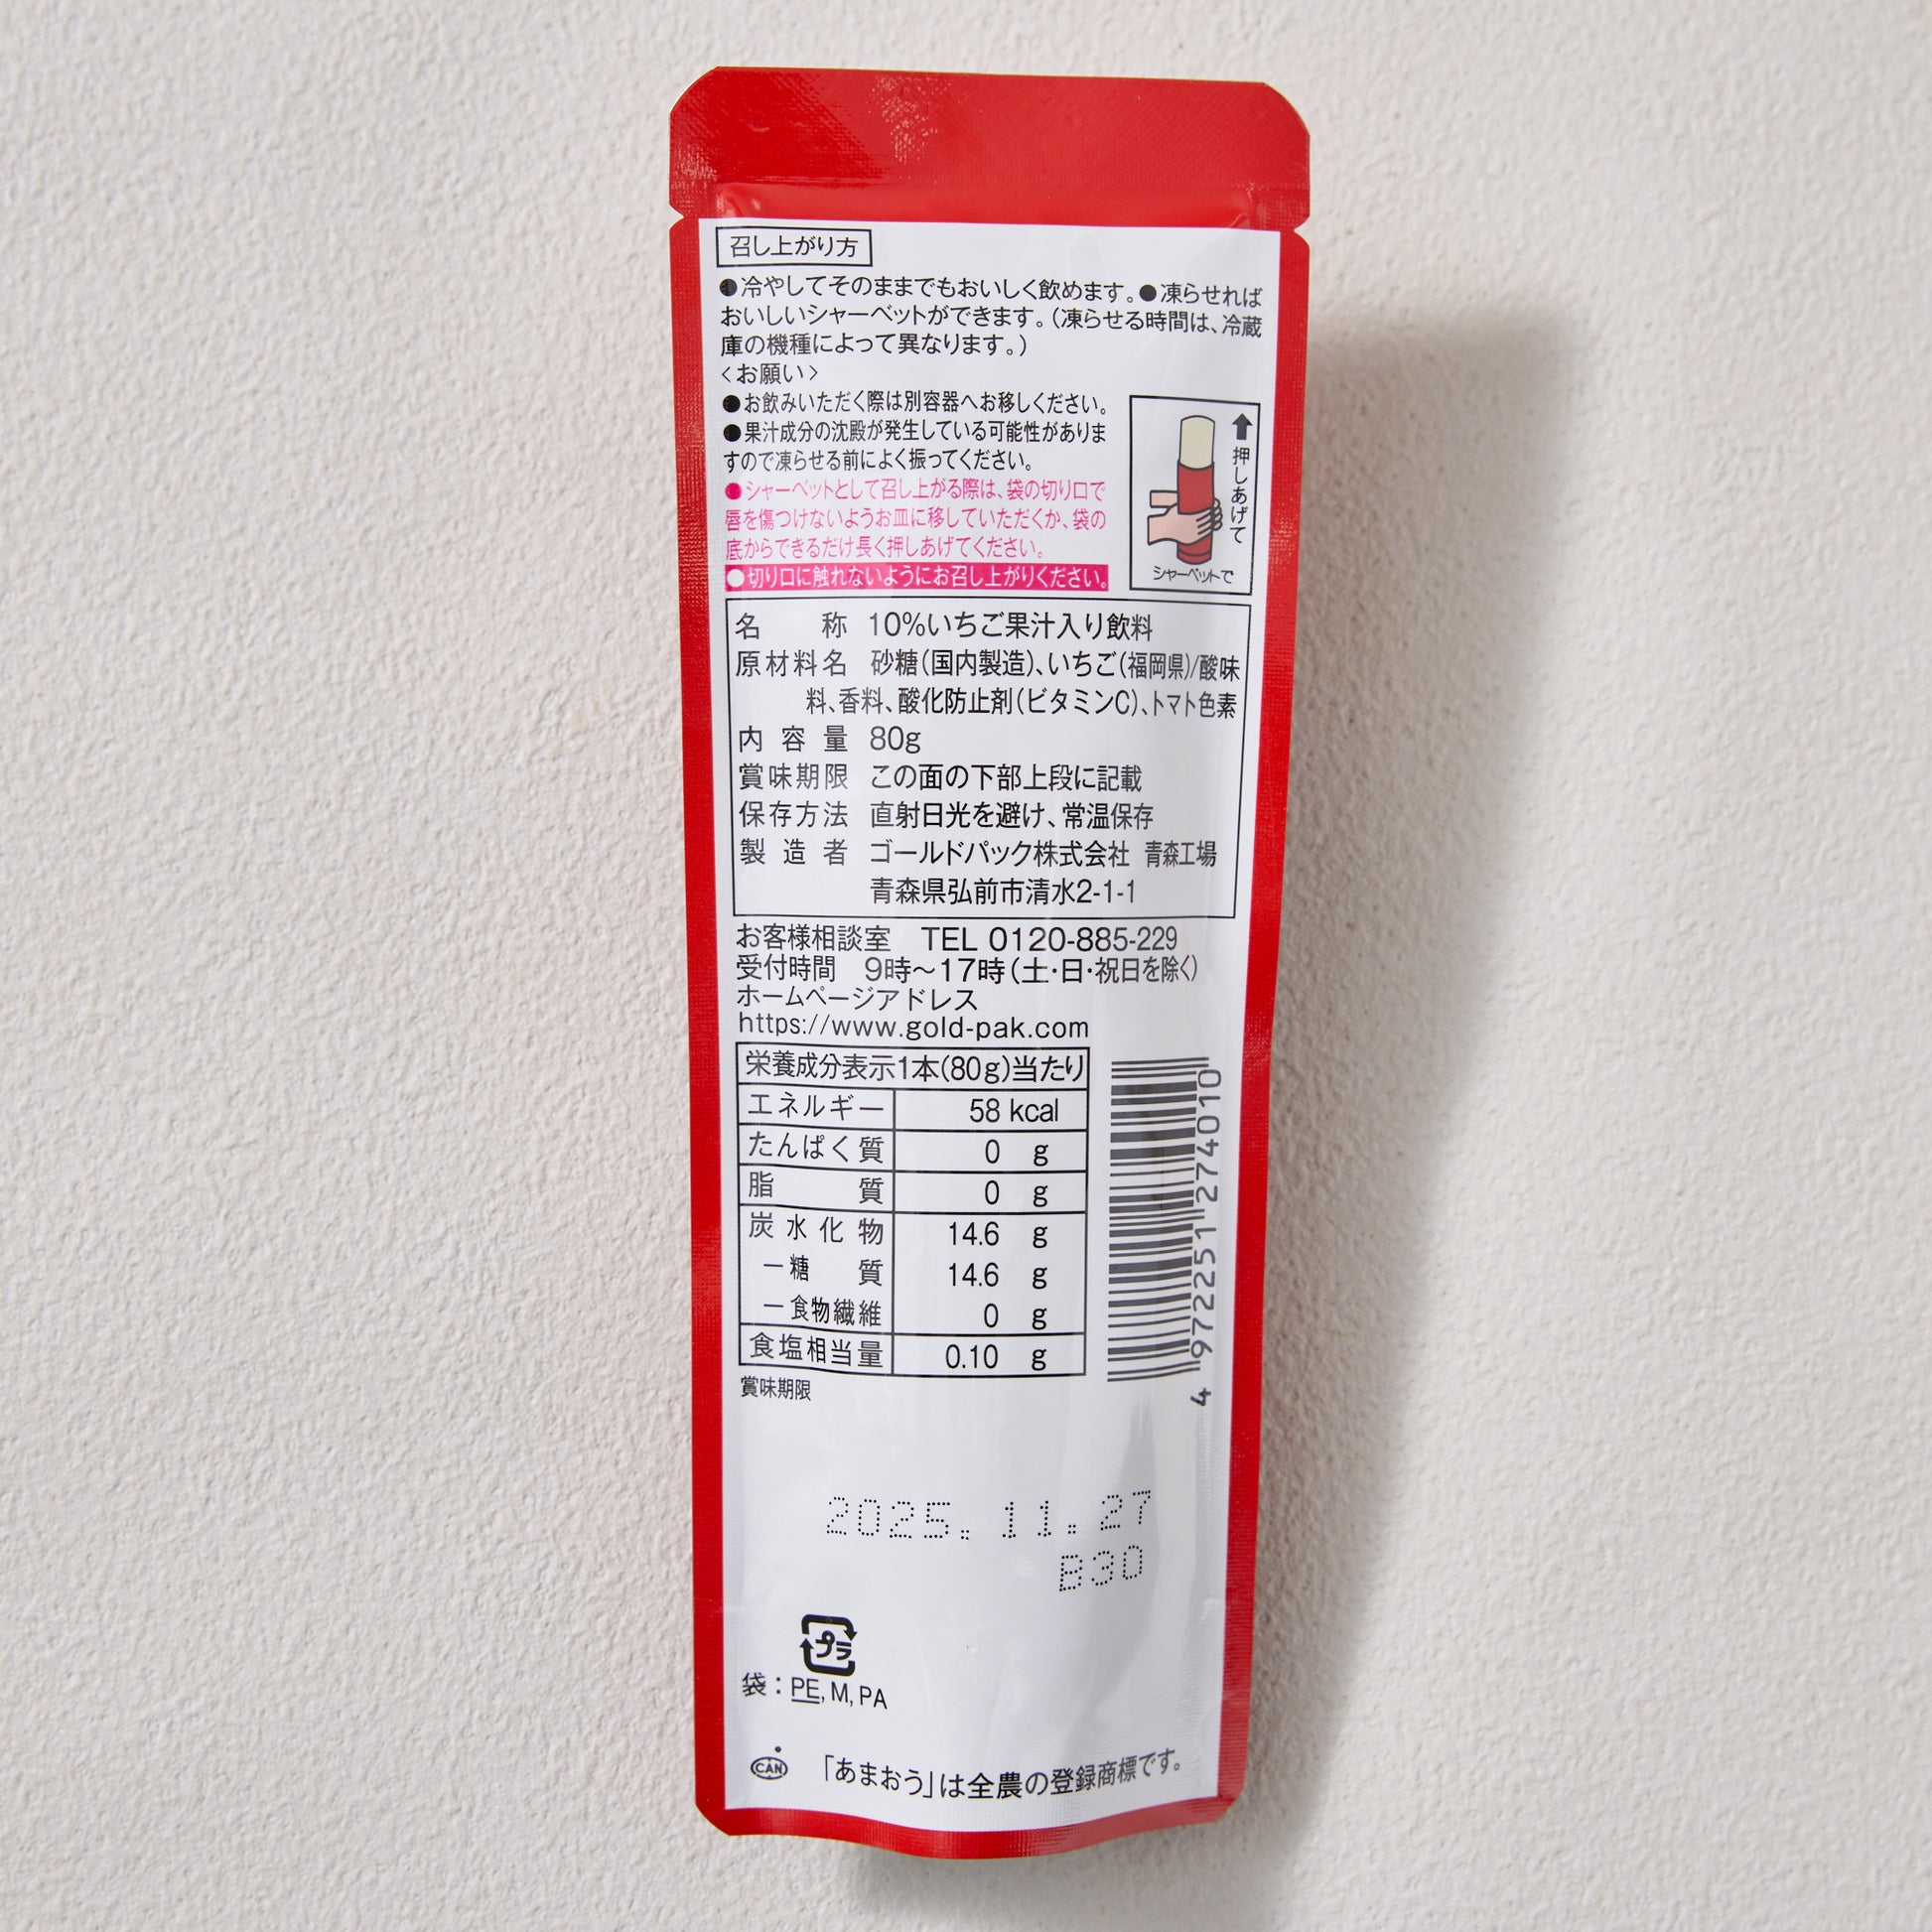 召し上がり方
●冷やしてそのままでもおいしく飲めます。●凍らせれば
おいしいシャーベットができます。(凍らせる時間は、冷蔵
庫の機種によって異なります。)
<お願い>
●お飲みいただく際は別容器へお移しください。
●果汁成分の沈殿が発生している可能性がありま
すので凍らせる前によく振ってください。
●シャーベットとして召し上がる際は、袋の切り口で
唇を傷つけないようお皿に移していただくか、袋の
底からできるだけ長く押しあげてください。
●切り口に触れないようにお召し上がりください。
押しあげて
シャーベットで
名称 10%いちご果汁入り飲料
原材料名 砂糖(国内製造)、いちご(福岡県)/酸味
料、香料、酸化防止剤(ビタミンC)、トマト色素
内容量 80g
賞味期限 この面の下部上段に記載
保存方法 直射日光を避け、常温保存
製造者 ゴールドパック株式会社 青森工場
青森県弘前市清水2-1-1
お客様相談室 TEL 0120-885-229
受付時間 9時～17時(土・日・祝日を除く)
ホームページアドレス
https://www.gold-pak.com
栄養成分表示1本(80g)当たり
エネルギー 58 kcal
たんぱく質 0 g
脂質 0 g
炭水化物 14.6 g
－糖質 14.6 g
－食物繊維 0 g
食塩相当量 0.10 g
4 972251 274010
賞味期限
2025.11.27
B30
プラ
袋：PE, M, PA
CAN
「あまおう」は全農の登録商標です。